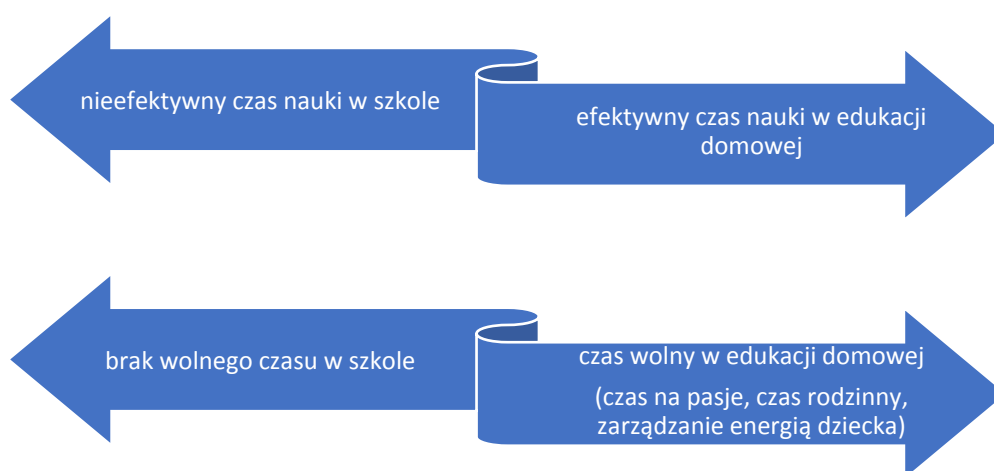 nieefektywny czas nauki w szkole
efektywny czas nauki w edukacji
domowej
brak wolnego czasu w szkole
czas wolny w edukacji domowej
(czas na pasje, czas rodzinny,
zarządzanie energią dziecka)